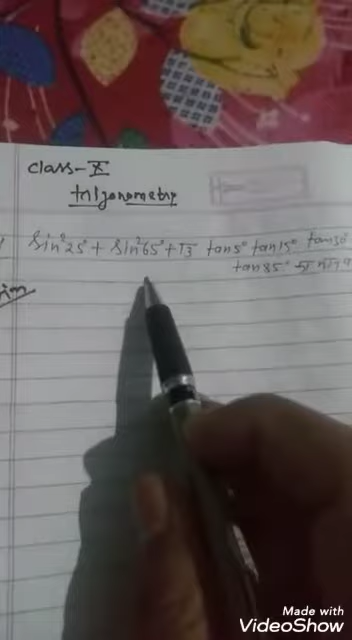 Class-X
trigonometry
Sin²25° + Sin²65° + √3 tan5° tan15° tan30°
tan85° का मान
Made with
VideoShow